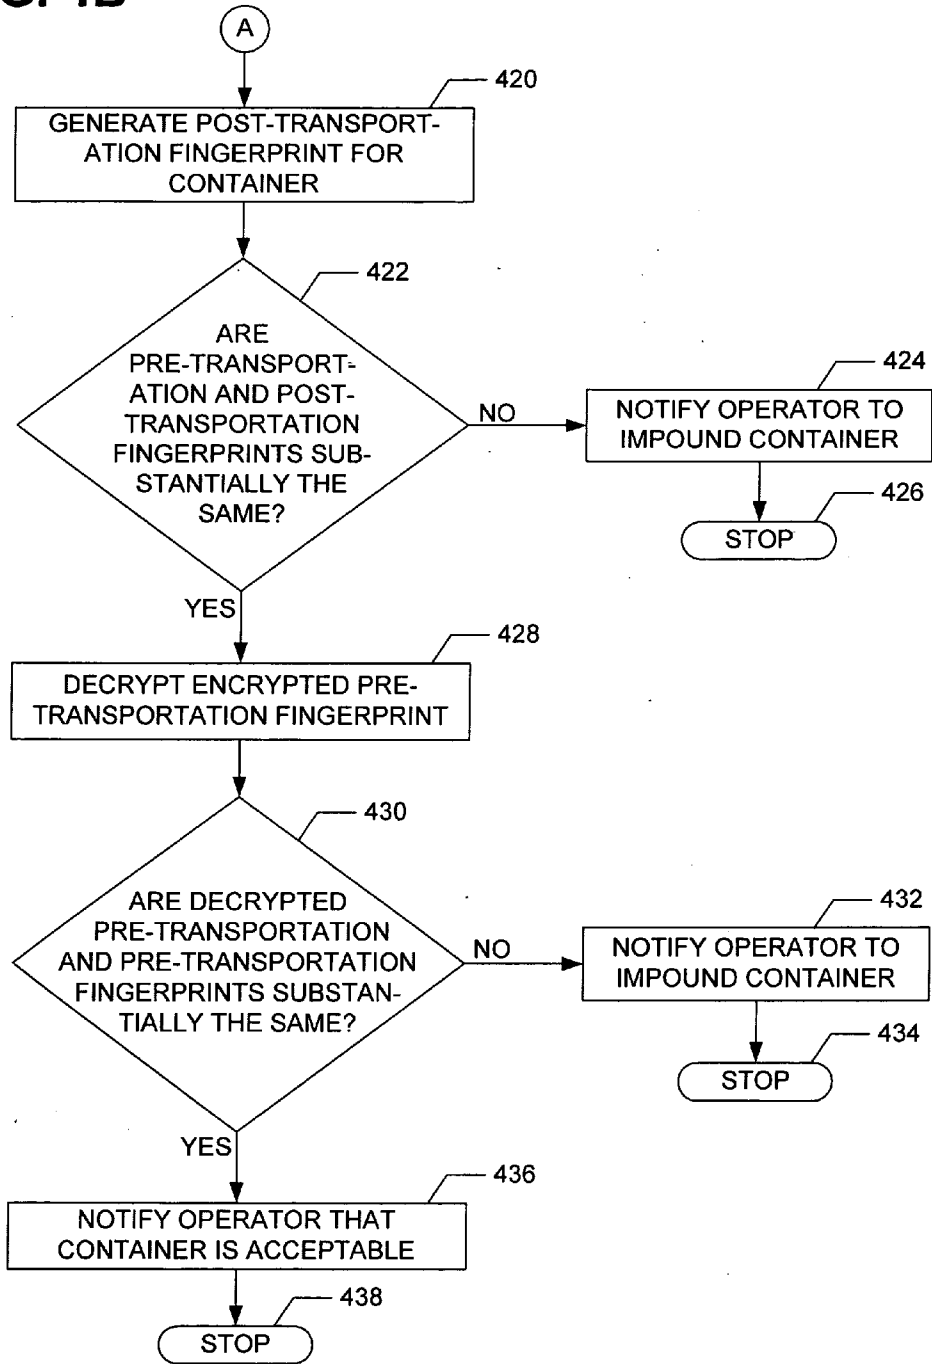 A
420
GENERATE POST-TRANSPORT-
ATION FINGERPRINT FOR
CONTAINER
422
ARE
PRE-TRANSPORT-
ATION AND POST-
TRANSPORTATION
FINGERPRINTS SUB-
STANTIALLY THE
SAME?
NO
424
NOTIFY OPERATOR TO
IMPOUND CONTAINER
426
STOP
YES
428
DECRYPT ENCRYPTED PRE-
TRANSPORTATION FINGERPRINT
430
ARE DECRYPTED
PRE-TRANSPORTATION
AND PRE-TRANSPORTATION
FINGERPRINTS SUBSTAN-
TIALLY THE SAME?
NO
432
NOTIFY OPERATOR TO
IMPOUND CONTAINER
434
STOP
YES
436
NOTIFY OPERATOR THAT
CONTAINER IS ACCEPTABLE
438
STOP